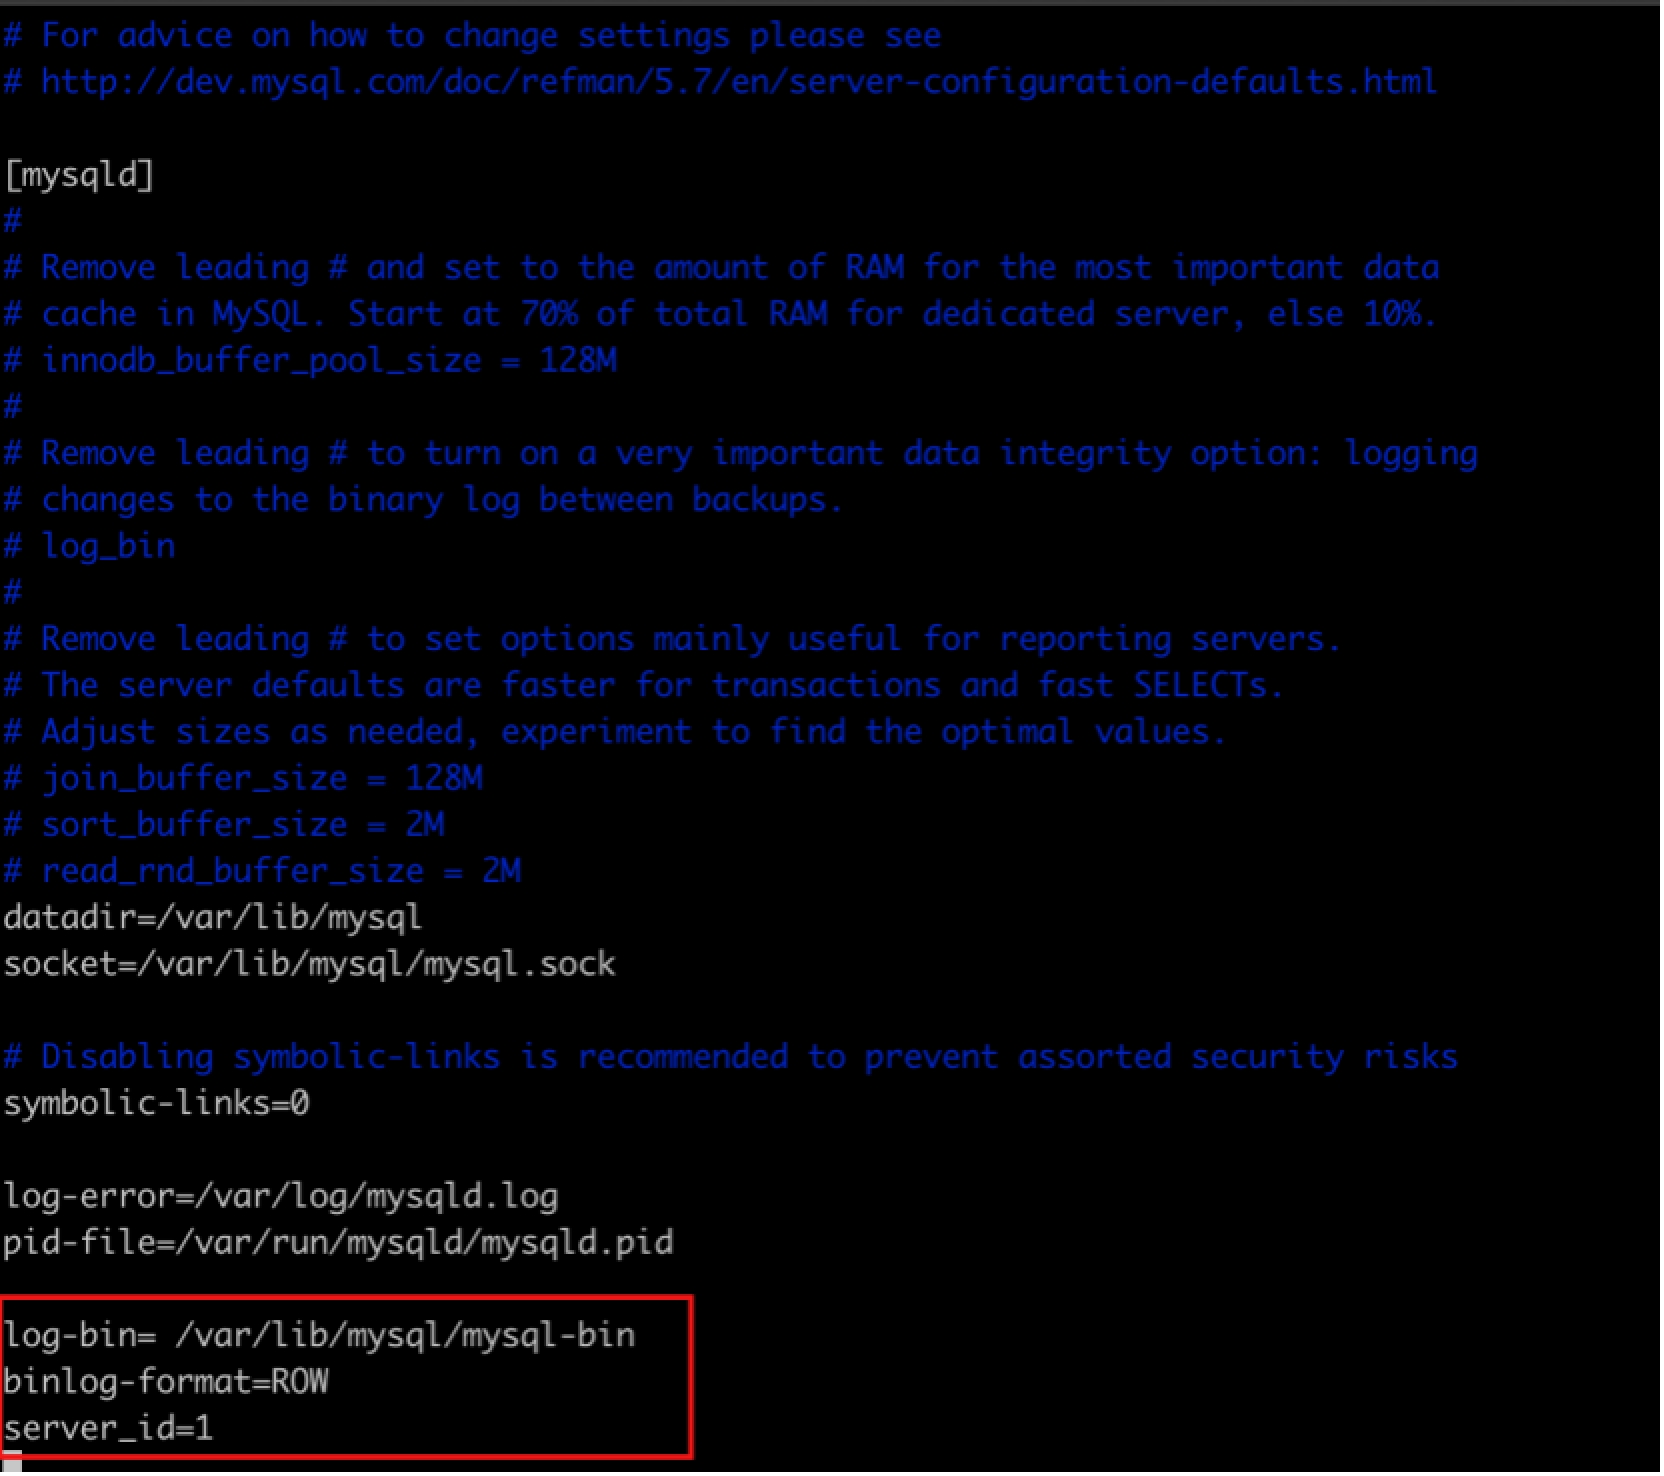 # For advice on how to change settings please see
# http://dev.mysql.com/doc/refman/5.7/en/server-configuration-defaults.html
[mysqld]
#
# Remove leading # and set to the amount of RAM for the most important data
# cache in MySQL. Start at 70% of total RAM for dedicated server, else 10%.
# innodb_buffer_pool_size = 128M
#
# Remove leading # to turn on a very important data integrity option: logging
# changes to the binary log between backups.
# log_bin
#
# Remove leading # to set options mainly useful for reporting servers.
# The server defaults are faster for transactions and fast SELECTs.
# Adjust sizes as needed, experiment to find the optimal values.
# join_buffer_size = 128M
# sort_buffer_size = 2M
# read_rnd_buffer_size = 2M
datadir=/var/lib/mysql
socket=/var/lib/mysql/mysql.sock
# Disabling symbolic-links is recommended to prevent assorted security risks
symbolic-links=0
log-error=/var/log/mysqld.log
pid-file=/var/run/mysqld/mysqld.pid
log-bin= /var/lib/mysql/mysql-bin
binlog-format=ROW
server_id=1